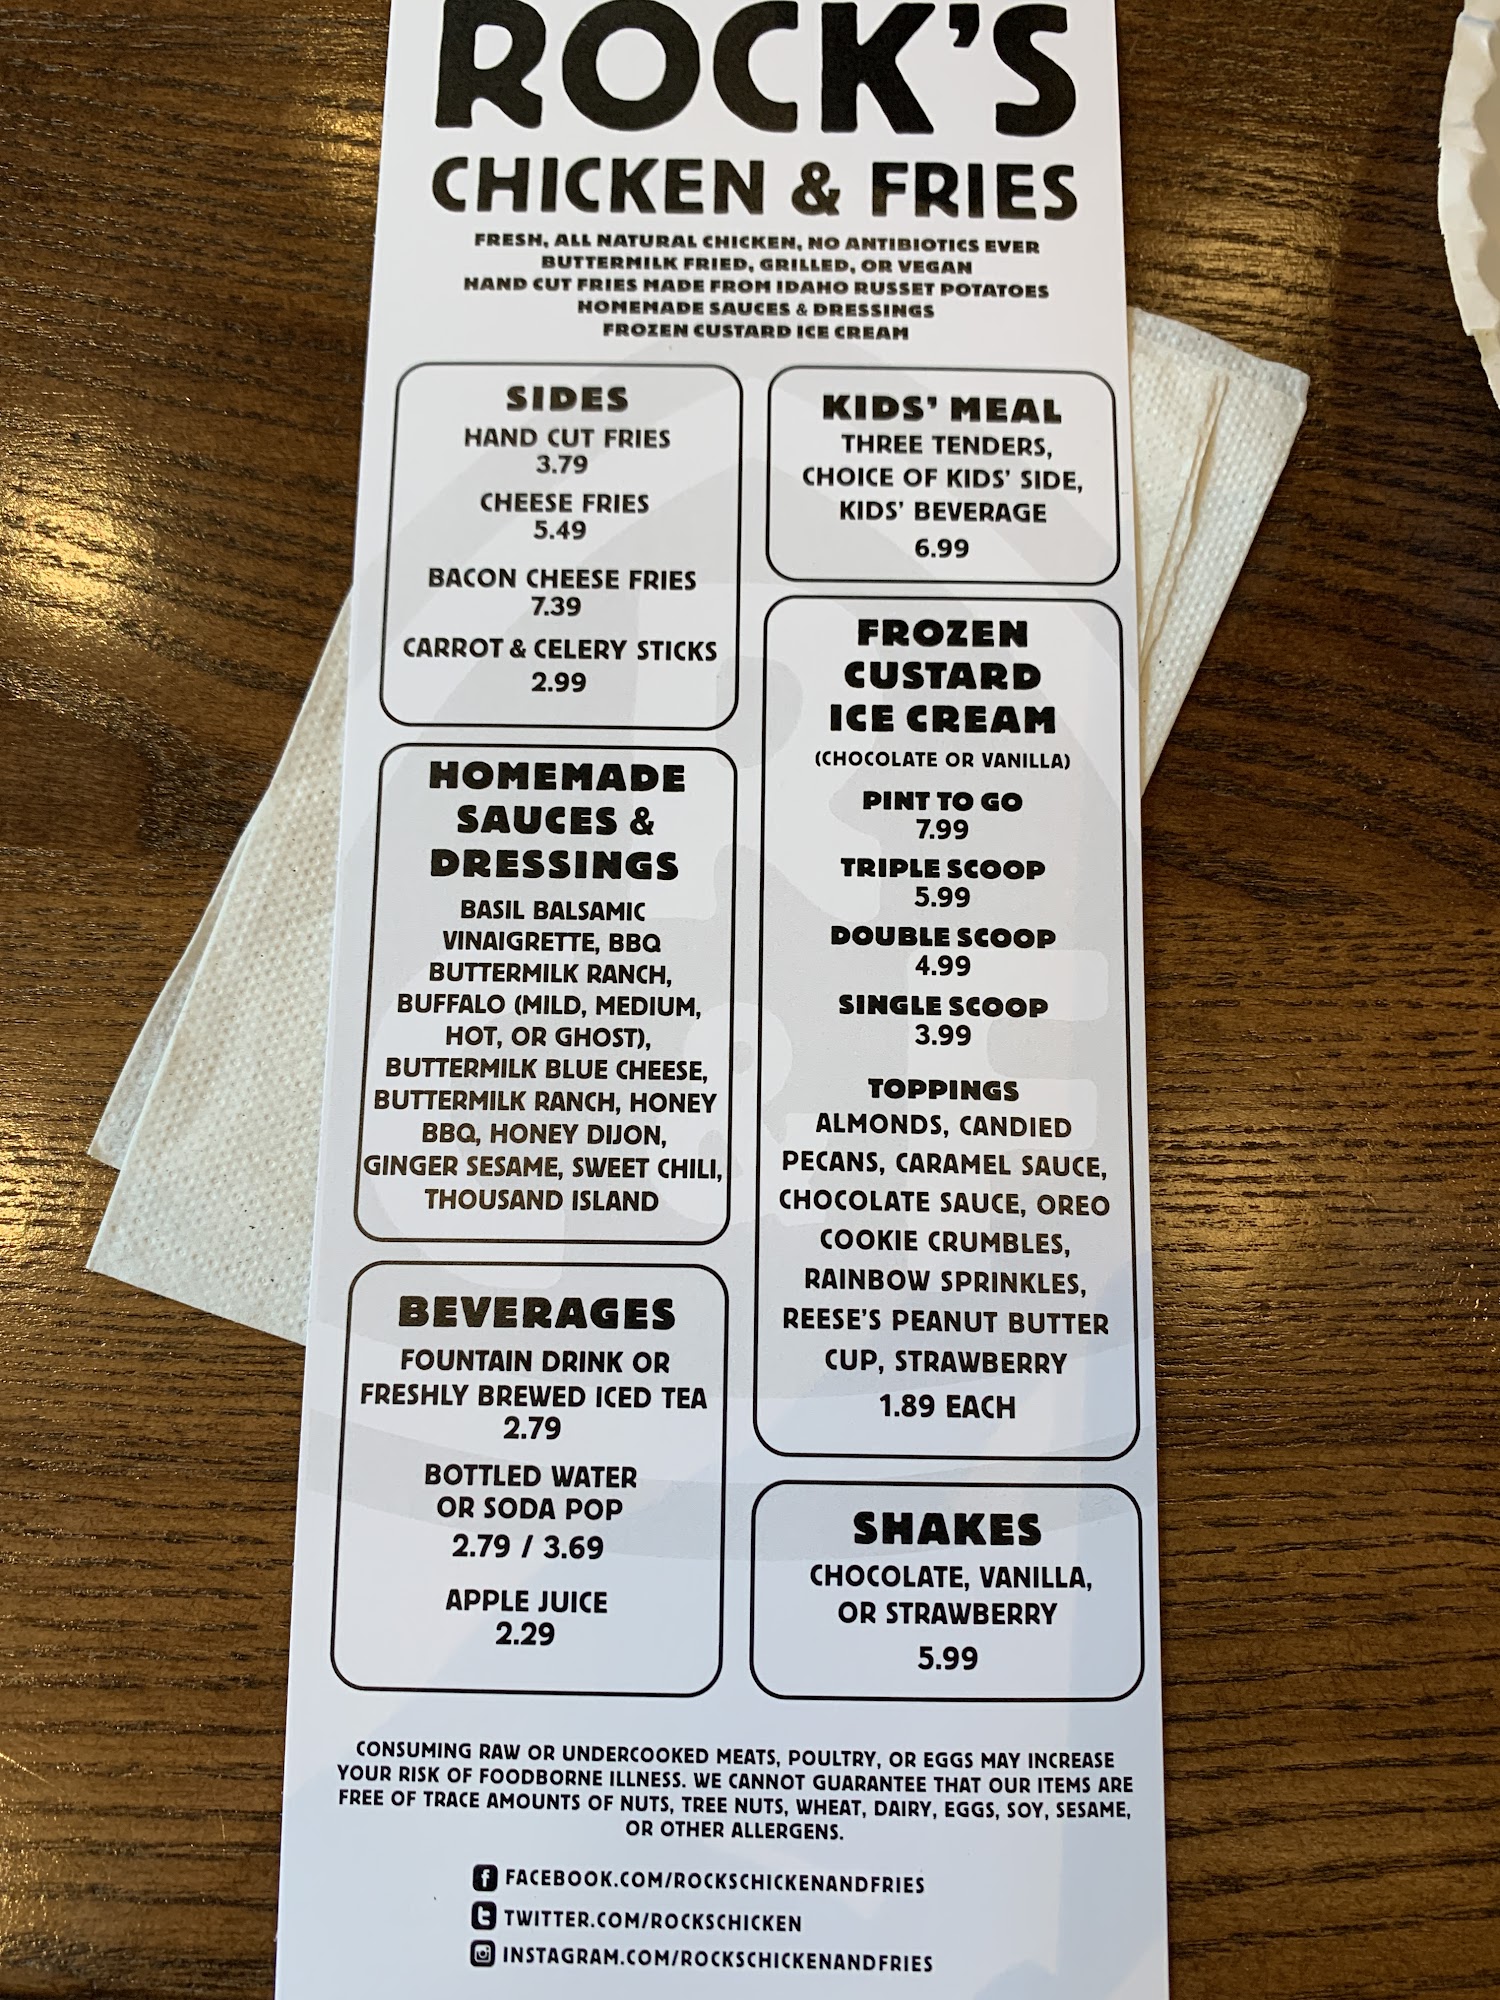 ROCK'S
CHICKEN & FRIES
FRESH, ALL NATURAL CHICKEN, NO ANTIBIOTICS EVER
BUTTERMILK FRIED, GRILLED, OR VEGAN
HAND CUT FRIES MADE FROM IDAHO RUSSET POTATOES
HOMEMADE SAUCES & DRESSINGS
FROZEN CUSTARD ICE CREAM
SIDES
HAND CUT FRIES
3.79
CHEESE FRIES
5.49
BACON CHEESE FRIES
7.39
CARROT & CELERY STICKS
2.99
HOMEMADE
SAUCES &
DRESSINGS
BASIL BALSAMIC
VINAIGRETTE, BBQ
BUTTERMILK RANCH,
BUFFALO (MILD, MEDIUM,
HOT, OR GHOST),
BUTTERMILK BLUE CHEESE,
BUTTERMILK RANCH, HONEY
BBQ, HONEY DIJON,
GINGER SESAME, SWEET CHILI,
THOUSAND ISLAND
BEVERAGES
FOUNTAIN DRINK OR
FRESHLY BREWED ICED TEA
2.79
BOTTLED WATER
OR SODA POP
2.79 / 3.69
APPLE JUICE
2.29
KIDS' MEAL
THREE TENDERS,
CHOICE OF KIDS' SIDE,
KIDS' BEVERAGE
6.99
FROZEN
CUSTARD
ICE CREAM
(CHOCOLATE OR VANILLA)
PINT TO GO
7.99
TRIPLE SCOOP
5.99
DOUBLE SCOOP
4.99
SINGLE SCOOP
3.99
TOPPINGS
ALMONDS, CANDIED
PECANS, CARAMEL SAUCE,
CHOCOLATE SAUCE, OREO
COOKIE CRUMBLES,
RAINBOW SPRINKLES,
REESE'S PEANUT BUTTER
CUP, STRAWBERRY
1.89 EACH
SHAKES
CHOCOLATE, VANILLA,
OR STRAWBERRY
5.99
CONSUMING RAW OR UNDERCOOKED MEATS, POULTRY, OR EGGS MAY INCREASE
YOUR RISK OF FOODBORNE ILLNESS. WE CANNOT GUARANTEE THAT OUR ITEMS ARE
FREE OF TRACE AMOUNTS OF NUTS, TREE NUTS, WHEAT, DAIRY, EGGS, SOY, SESAME,
OR OTHER ALLERGENS.
FACEBOOK.COM/ROCKSCHICKENANDFRIES
TWITTER.COM/ROCKSCHICKEN
INSTAGRAM.COM/ROCKSCHICKENANDFRIES